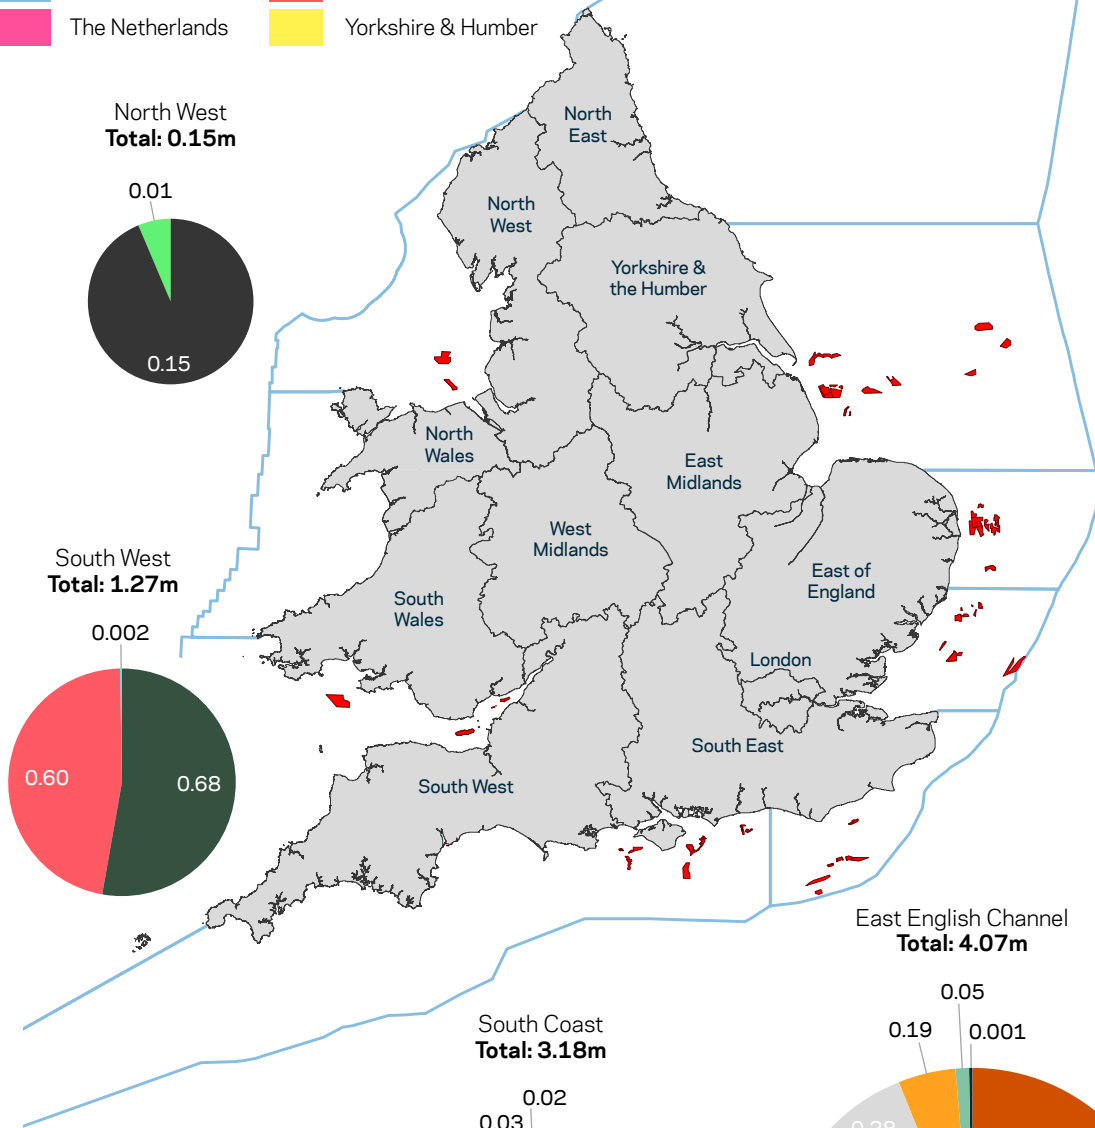 The Netherlands
Yorkshire & Humber
North West
Total: 0.15m
0.01
0.15
North
East
North
West
Yorkshire &
the Humber
North
Wales
East
Midlands
West
Midlands
East of
England
South
Wales
London
South East
South West
South West
Total: 1.27m
0.002
0.60
0.68
East English Channel
Total: 4.07m
0.05
0.19
0.001
South Coast
Total: 3.18m
0.02
0.03